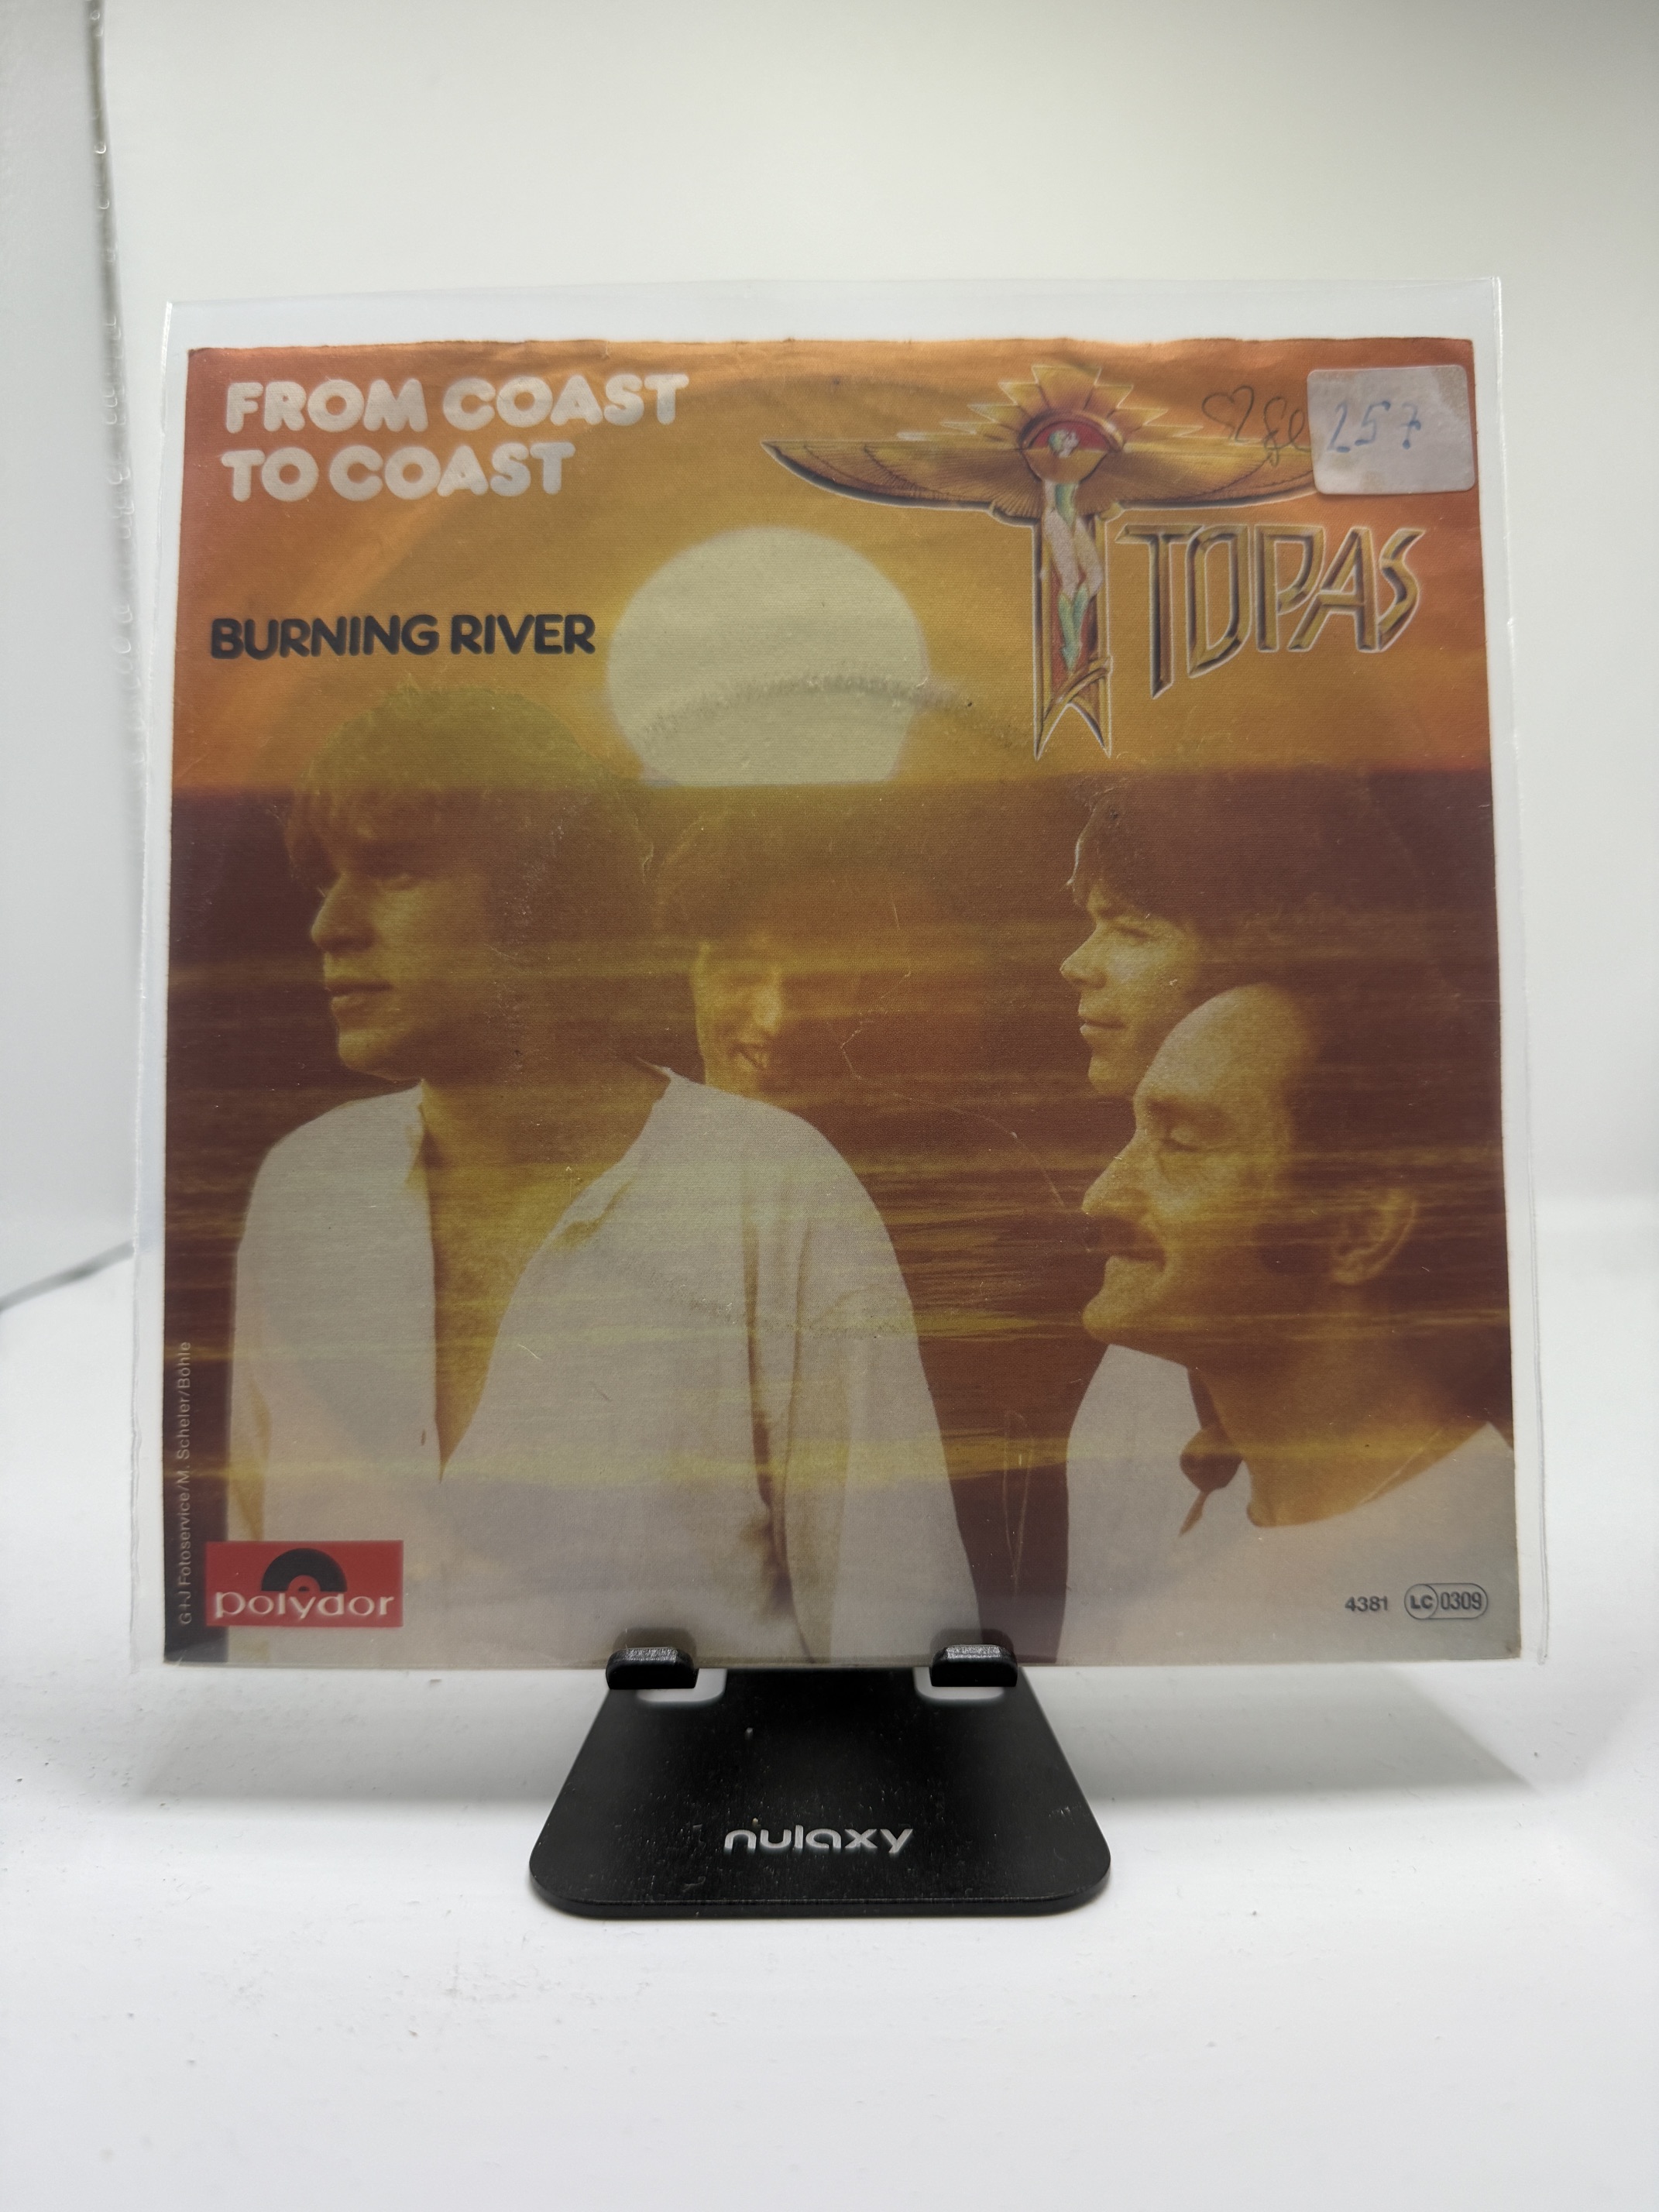 FROM COAST
TO COAST
257
TOPAS
BURNING RIVER
G+J Fotoservice/M. Scheler/Böhle
polydor
4381 LC 0309
nulaxy